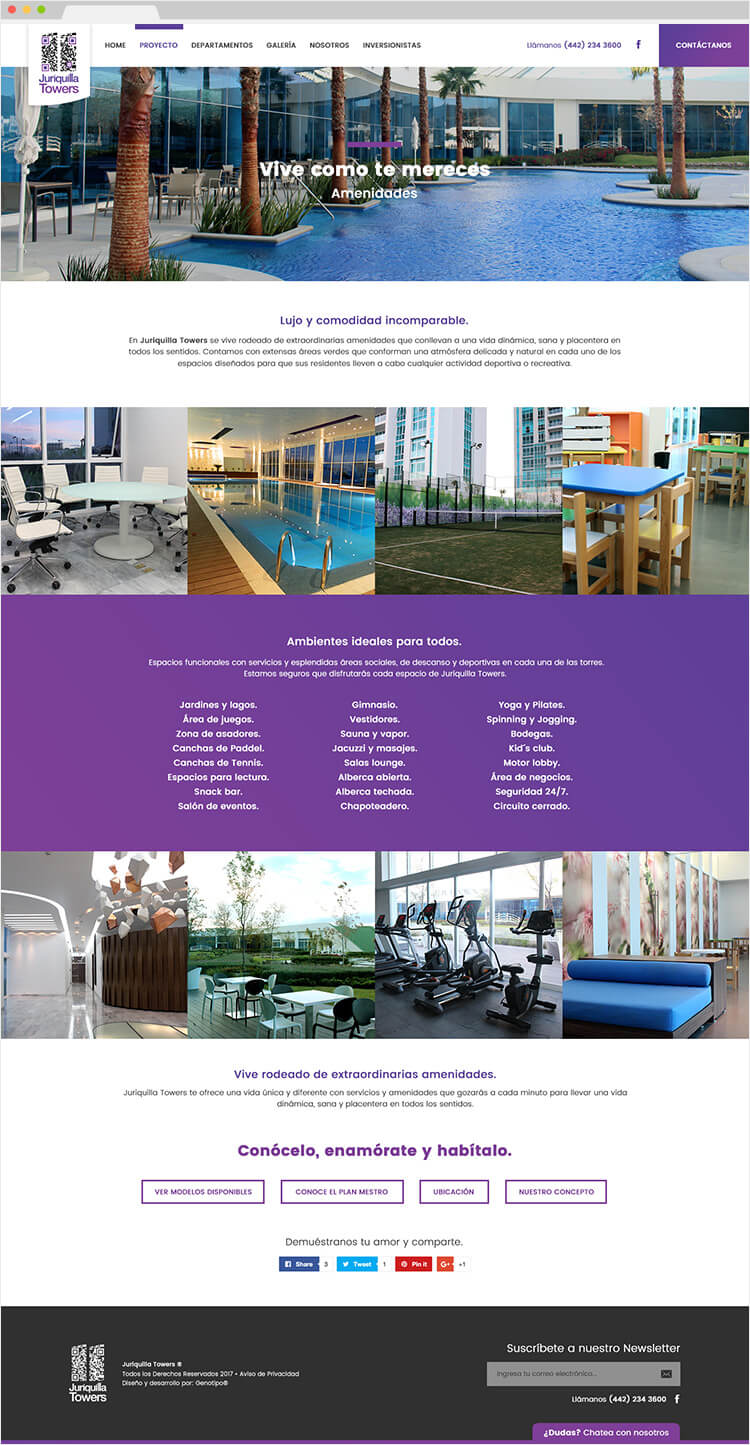 Juriquilla
Towers
HOME PROYECTO DEPARTAMENTOS GALERÍA NOSOTROS INVERSIONISTAS
Llámanos (442) 234 3600 f
CONTÁCTANOS
Vive como te mereces
Amenidades
Lujo y comodidad incomparable.
En Juriquilla Towers se vive rodeado de extraordinarias amenidades que conllevan a una vida dinámica, sana y placentera en
todos los sentidos. Contamos con extensas áreas verdes que conforman una atmósfera delicada y natural en cada uno de los
espacios diseñados para que sus residentes lleven a cabo cualquier actividad deportiva o recreativa.
Ambientes ideales para todos.
Espacios funcionales con servicios y esplendidas áreas sociales, de descanso y deportivas en cada una de las torres.
Estamos seguros que disfrutarás cada espacio de Juriquilla Towers.
Jardines y lagos.
Área de juegos.
Zona de asadores.
Canchas de Paddel.
Canchas de Tennis.
Espacios para lectura.
Snack bar.
Salón de eventos.
Gimnasio.
Vestidores.
Sauna y vapor.
Jacuzzi y masajes.
Salas lounge.
Alberca abierta.
Alberca techada.
Chapoteadero.
Yoga y Pilates.
Spinning y Jogging.
Bodegas.
Kid´s club.
Motor lobby.
Área de negocios.
Seguridad 24/7.
Circuito cerrado.
Vive rodeado de extraordinarias amenidades.
Juriquilla Towers te ofrece una vida única y diferente con servicios y amenidades que gozarás a cada minuto para llevar una vida
dinámica, sana y placentera en todos los sentidos.
Conócelo, enamórate y habítalo.
VER MODELOS DISPONIBLES
CONOCE EL PLAN MESTRO
UBICACIÓN
NUESTRO CONCEPTO
Demuéstranos tu amor y comparte.
Share 3 Tweet 1 Pin it G+ +1
Juriquilla
Towers
Juriquilla Towers ®
Todos los Derechos Reservados 2017 • Aviso de Privacidad
Diseño y desarrollo por: Genotipo®
Suscríbete a nuestro Newsletter
Ingresa tu correo electrónico...
Llámanos (442) 234 3600 f
¿Dudas? Chatea con nosotros